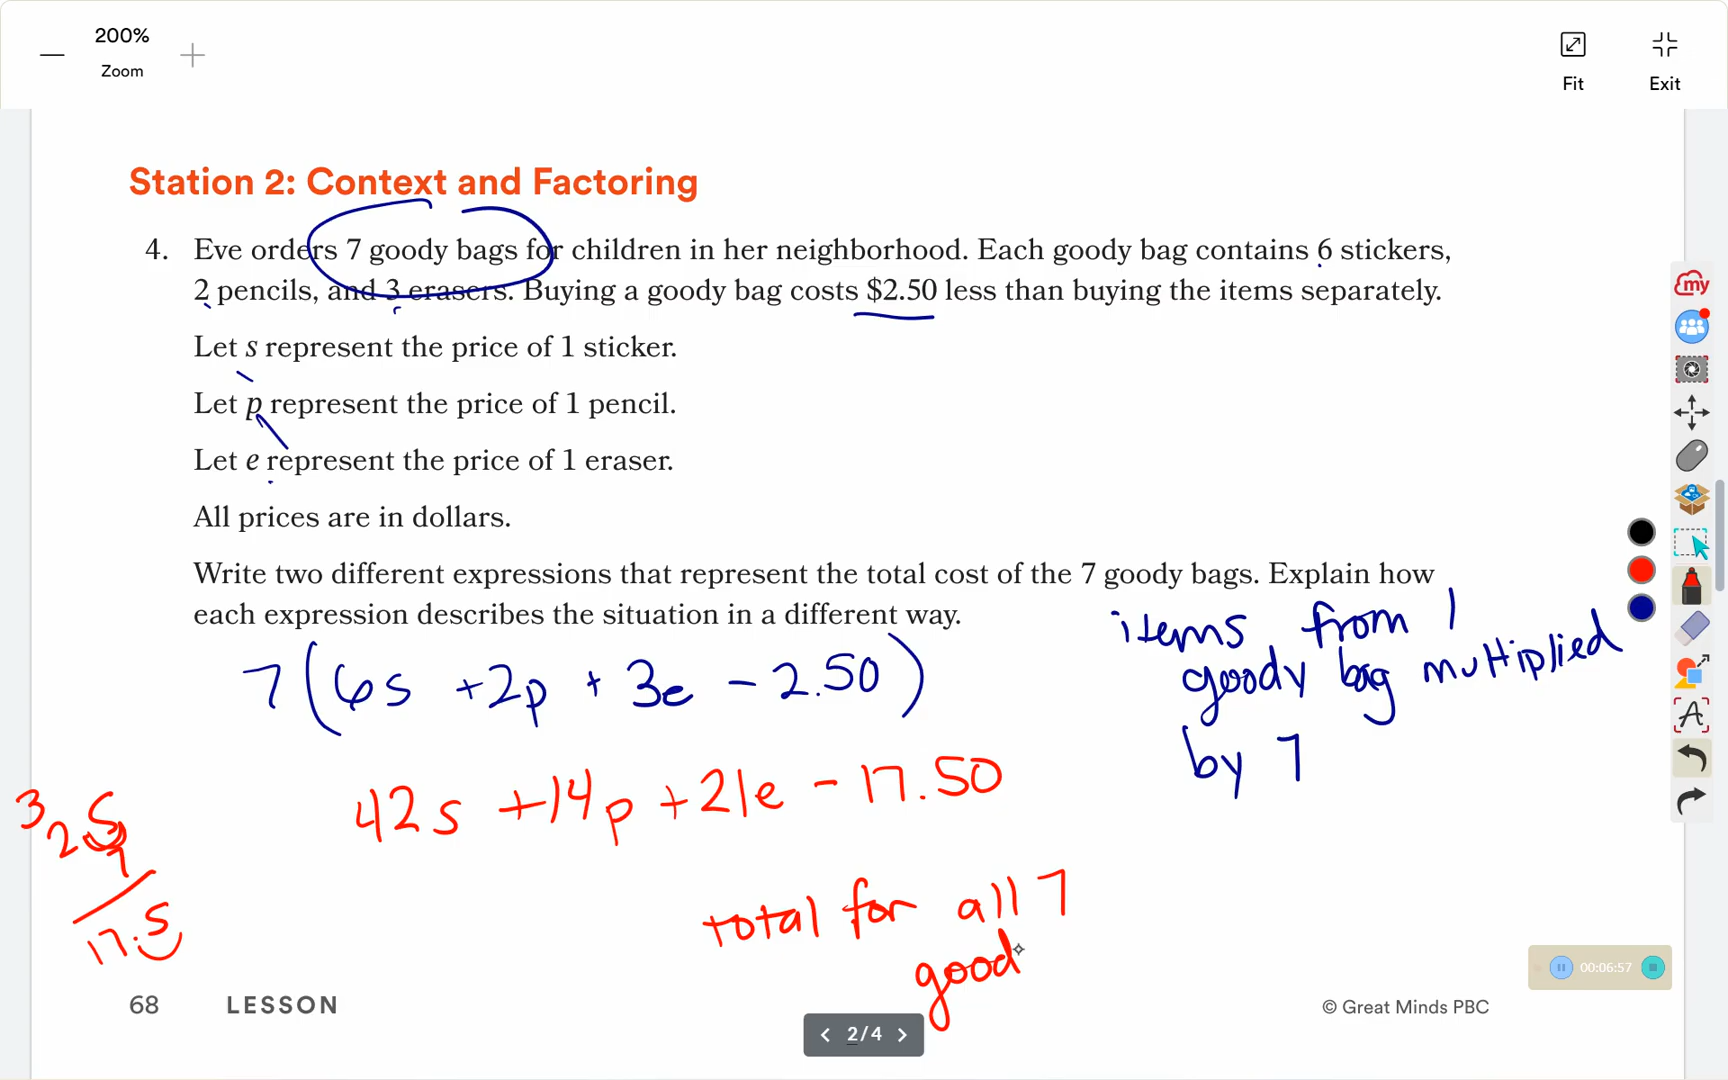 200%
Zoom
Fit
Exit
Station 2: Context and Factoring
4. Eve orders 7 goody bags for children in her neighborhood. Each goody bag contains 6 stickers,
2 pencils, and 3 erasers. Buying a goody bag costs $2.50 less than buying the items separately.
Let s represent the price of 1 sticker.
Let p represent the price of 1 pencil.
Let e represent the price of 1 eraser.
All prices are in dollars.
Write two different expressions that represent the total cost of the 7 goody bags. Explain how
each expression describes the situation in a different way.
items from 1
goody bag multiplied
by 7
7(6s +2p + 3e - 2.50)
42s +14p +21e - 17.50
3
25
7
17.5
total for all 7
good
my
A
00:06:57
68 LESSON
© Great Minds PBC
2/4